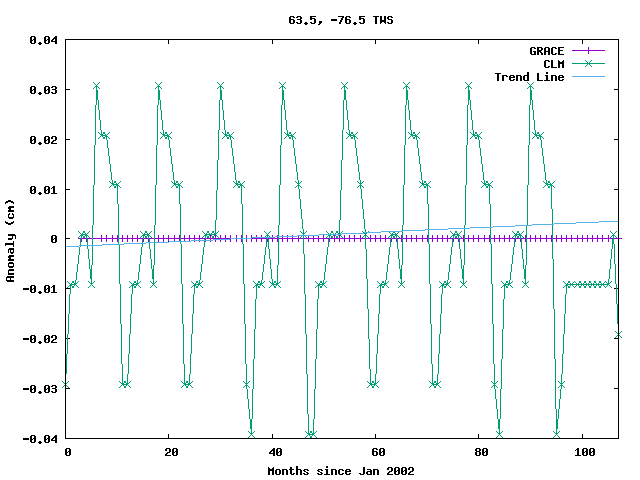 63.5, -76.5 TWS
GRACE
CLM
Trend Line
0.04
0.03
0.02
0.01
0
-0.01
-0.02
-0.03
-0.04
Anomaly (cm)
0 20 40 60 80 100
Months since Jan 2002